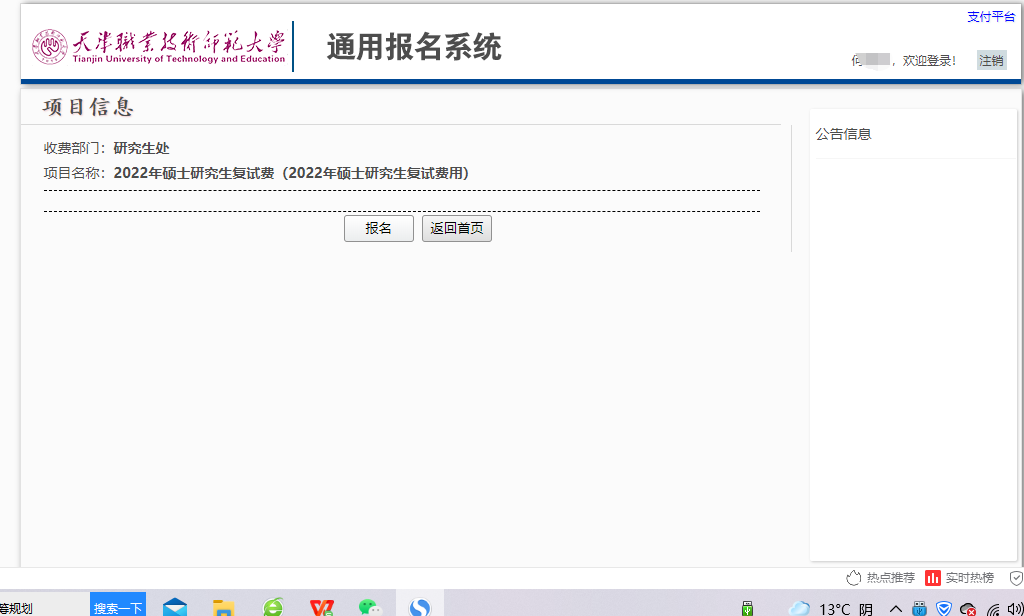 支付平台
天津職業技術師範大學
Tianjin University of Technology and Education
通用报名系统
何 ，欢迎登录! 注销
项目信息
公告信息
收费部门：研究生处
项目名称：2022年硕士研究生复试费（2022年硕士研究生复试费用）
报名 返回首页
热点推荐 实时热榜
筹规划 搜索一下 13°C 阴